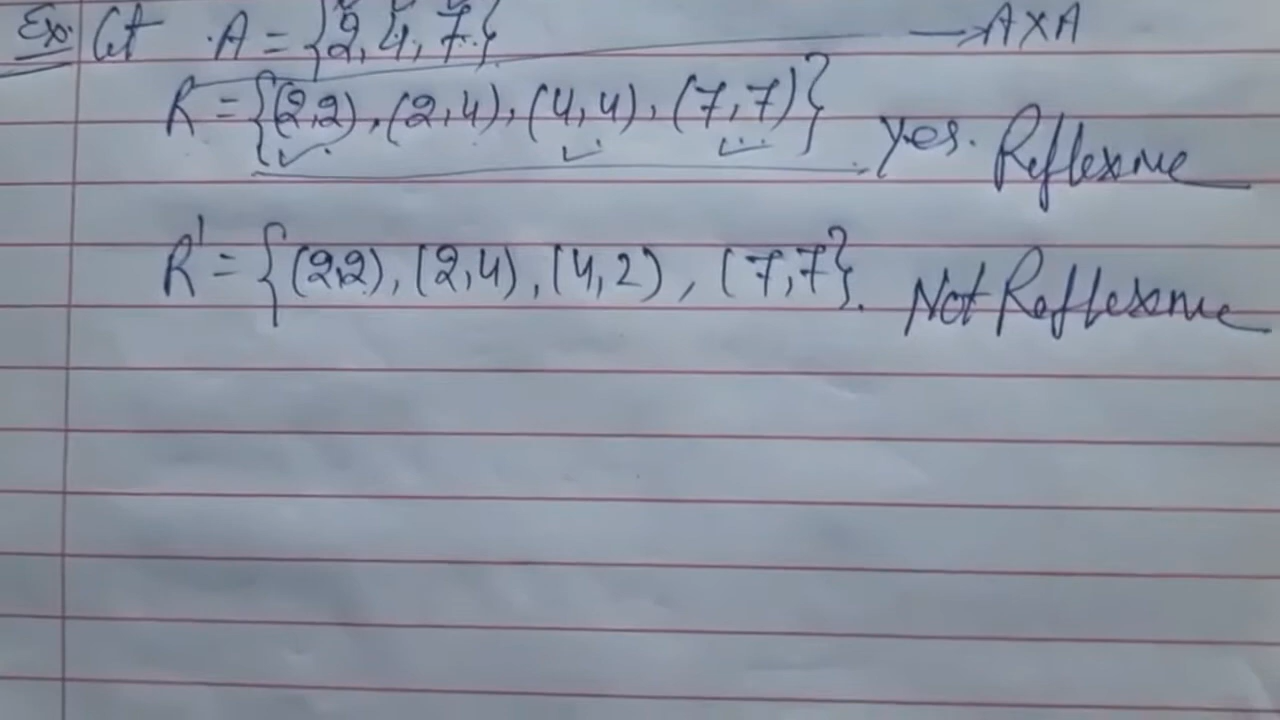 Ex. Let A = {2, 4, 7} → A×A
R = {(2,2), (2,4), (4,4), (7,7)} Yes. Reflexive
R' = {(2,2), (2,4), (4,2), (7,7}. Not Reflexive